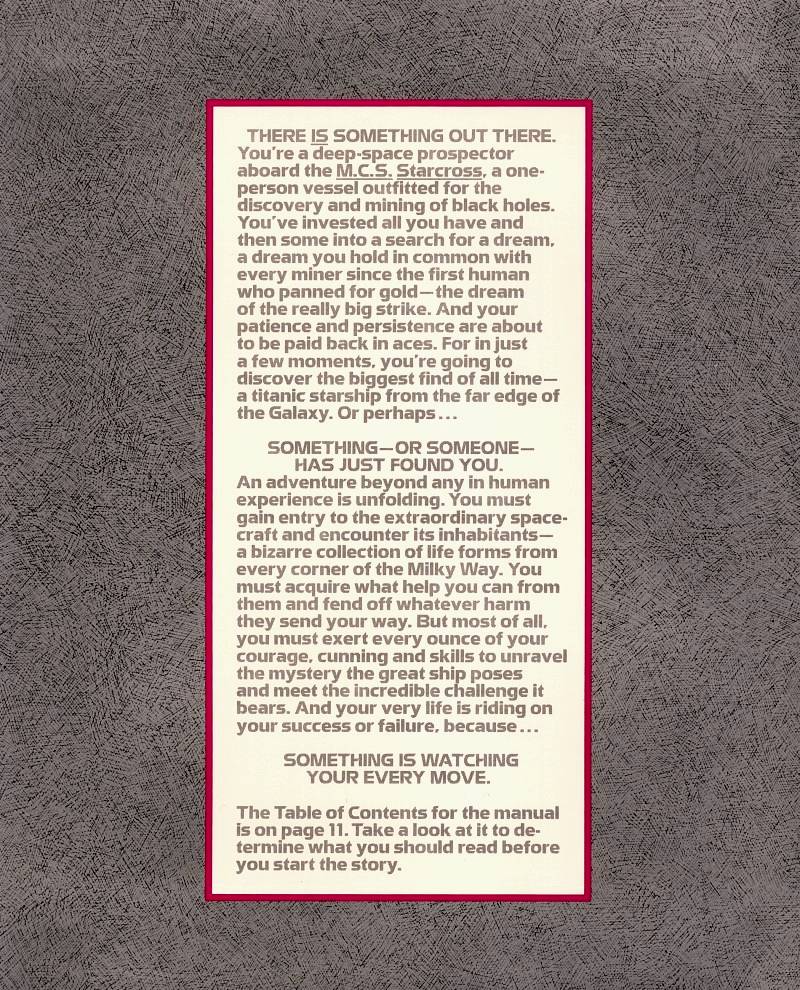 THERE IS SOMETHING OUT THERE.
You're a deep-space prospector
aboard the M.C.S. Starcross, a one-
person vessel outfitted for the
discovery and mining of black holes.
You've invested all you have and
then some into a search for a dream,
a dream you hold in common with
every miner since the first human
who panned for gold—the dream
of the really big strike. And your
patience and persistence are about
to be paid back in aces. For in just
a few moments, you're going to
discover the biggest find of all time—
a titanic starship from the far edge of
the Galaxy. Or perhaps...
SOMETHING—OR SOMEONE—
HAS JUST FOUND YOU.
An adventure beyond any in human
experience is unfolding. You must
gain entry to the extraordinary space-
craft and encounter its inhabitants—
a bizarre collection of life forms from
every corner of the Milky Way. You
must acquire what help you can from
them and fend off whatever harm
they send your way. But most of all,
you must exert every ounce of your
courage, cunning and skills to unravel
the mystery the great ship poses
and meet the incredible challenge it
bears. And your very life is riding on
your success or failure, because...
SOMETHING IS WATCHING
YOUR EVERY MOVE.
The Table of Contents for the manual
is on page 11. Take a look at it to de-
termine what you should read before
you start the story.